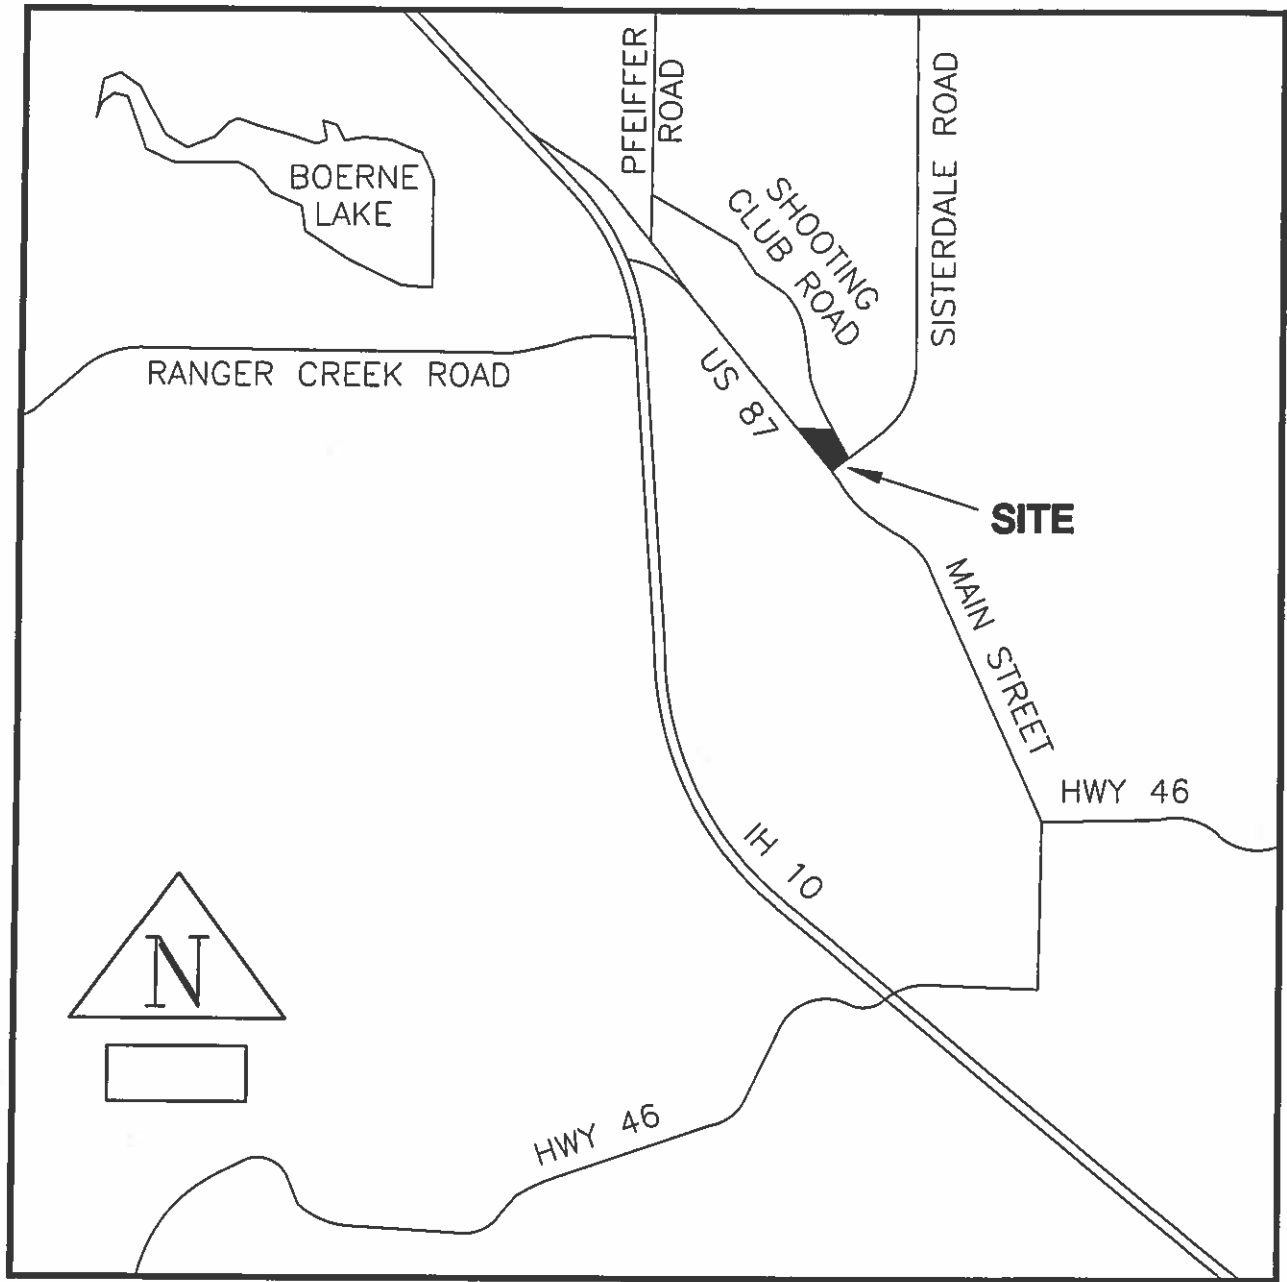 PFEIFFER
ROAD
SISTERDALE ROAD
BOERNE
LAKE
SHOOTING
CLUB ROAD
RANGER CREEK ROAD
US 87
SITE
MAIN STREET
HWY 46
IH 10
N
HWY 46